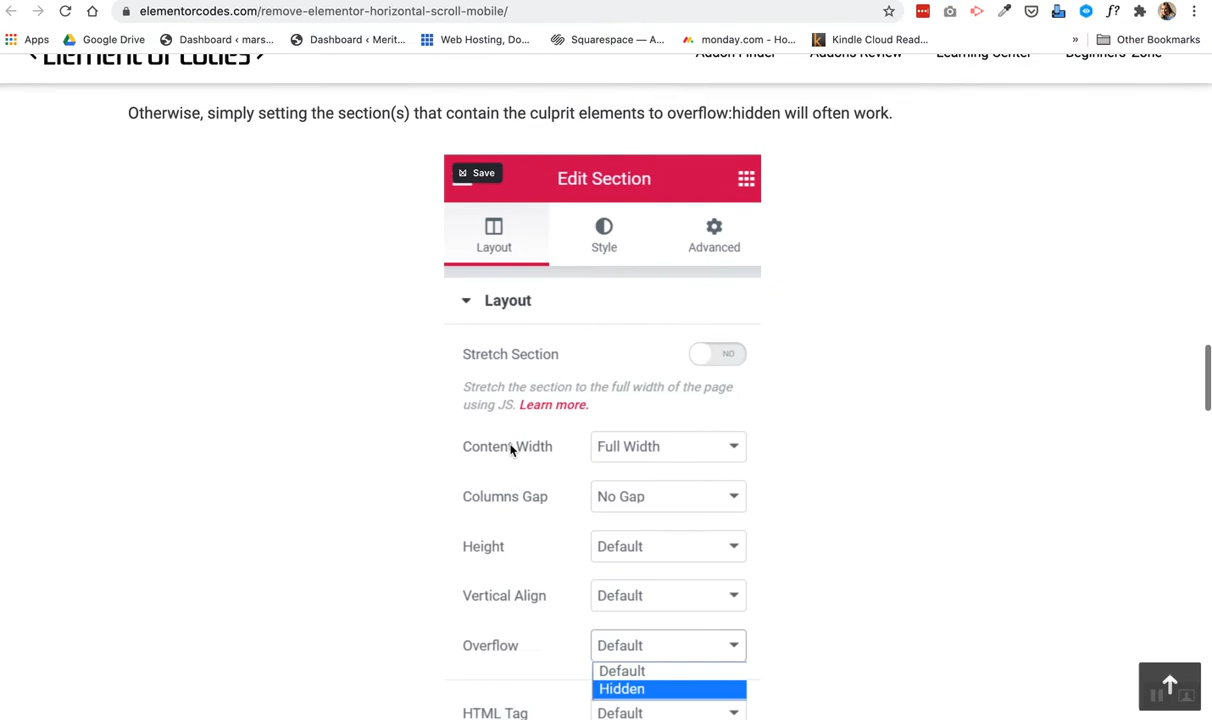 elementorcodes.com/remove-elementor-horizontal-scroll-mobile/
Apps Google Drive Dashboard ‹ mars... Dashboard ‹ Merit... Web Hosting, Do... Squarespace — A... monday.com - Ho... Kindle Cloud Read... » Other Bookmarks
Element or Codes Addon Finder Addons Review Learning Center Beginners' Zone
Otherwise, simply setting the section(s) that contain the culprit elements to overflow:hidden will often work.
Save
Edit Section
Layout Style Advanced
Layout
Stretch Section NO
Stretch the section to the full width of the page
using JS. Learn more.
Content Width Full Width
Columns Gap No Gap
Height Default
Vertical Align Default
Overflow Default
Default
Hidden
HTML Tag Default